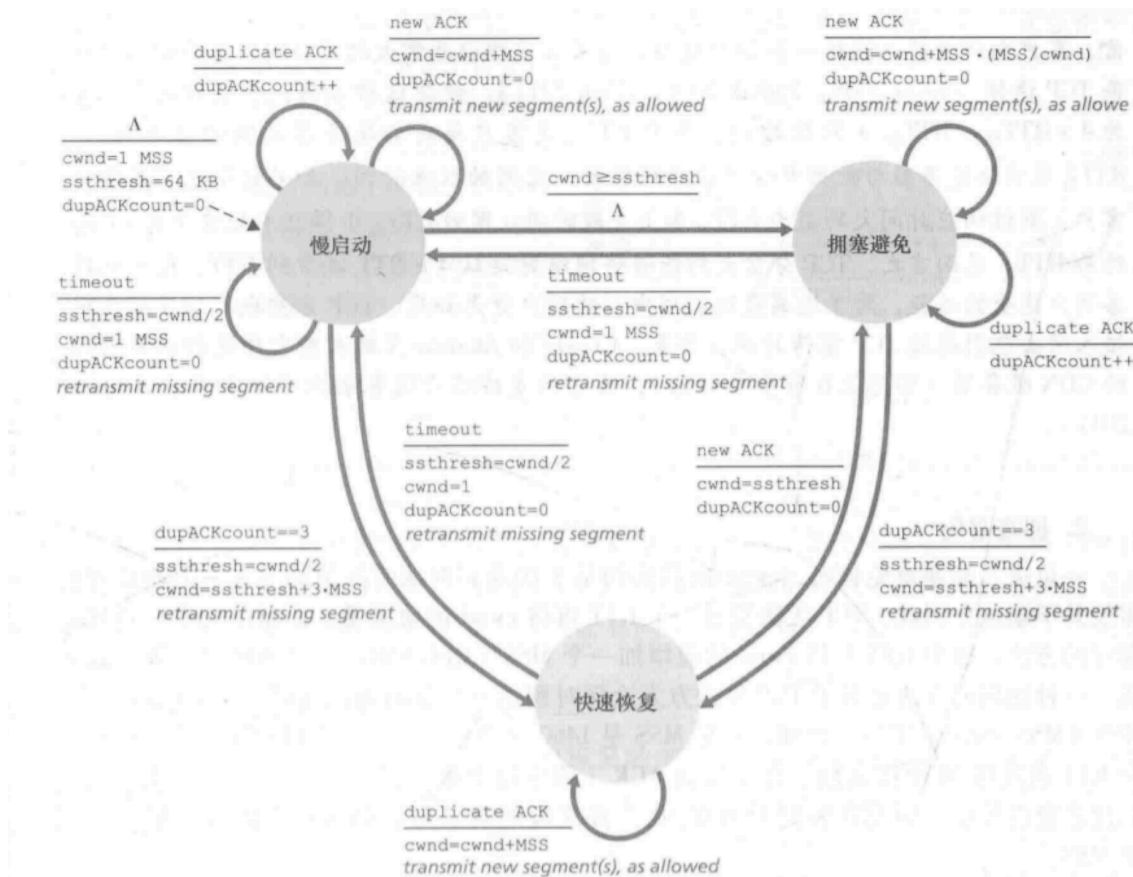 new ACK
cwnd=cwnd+MSS
dupACKcount=0
transmit new segment(s), as allowed
new ACK
cwnd=cwnd+MSS·(MSS/cwnd)
dupACKcount=0
transmit new segment(s), as allowe
duplicate ACK
dupACKcount++
Λ
cwnd=1 MSS
ssthresh=64 KB
dupACKcount=0
慢启动
cwnd≥ssthresh
Λ
拥塞避免
timeout
ssthresh=cwnd/2
cwnd=1 MSS
dupACKcount=0
retransmit missing segment
timeout
ssthresh=cwnd/2
cwnd=1 MSS
dupACKcount=0
retransmit missing segment
duplicate ACK
dupACKcount++
timeout
ssthresh=cwnd/2
cwnd=1
dupACKcount=0
retransmit missing segment
new ACK
cwnd=ssthresh
dupACKcount=0
dupACKcount==3
ssthresh=cwnd/2
cwnd=ssthresh+3·MSS
retransmit missing segment
dupACKcount==3
ssthresh=cwnd/2
cwnd=ssthresh+3·MSS
retransmit missing segment
快速恢复
duplicate ACK
cwnd=cwnd+MSS
transmit new segment(s), as allowed